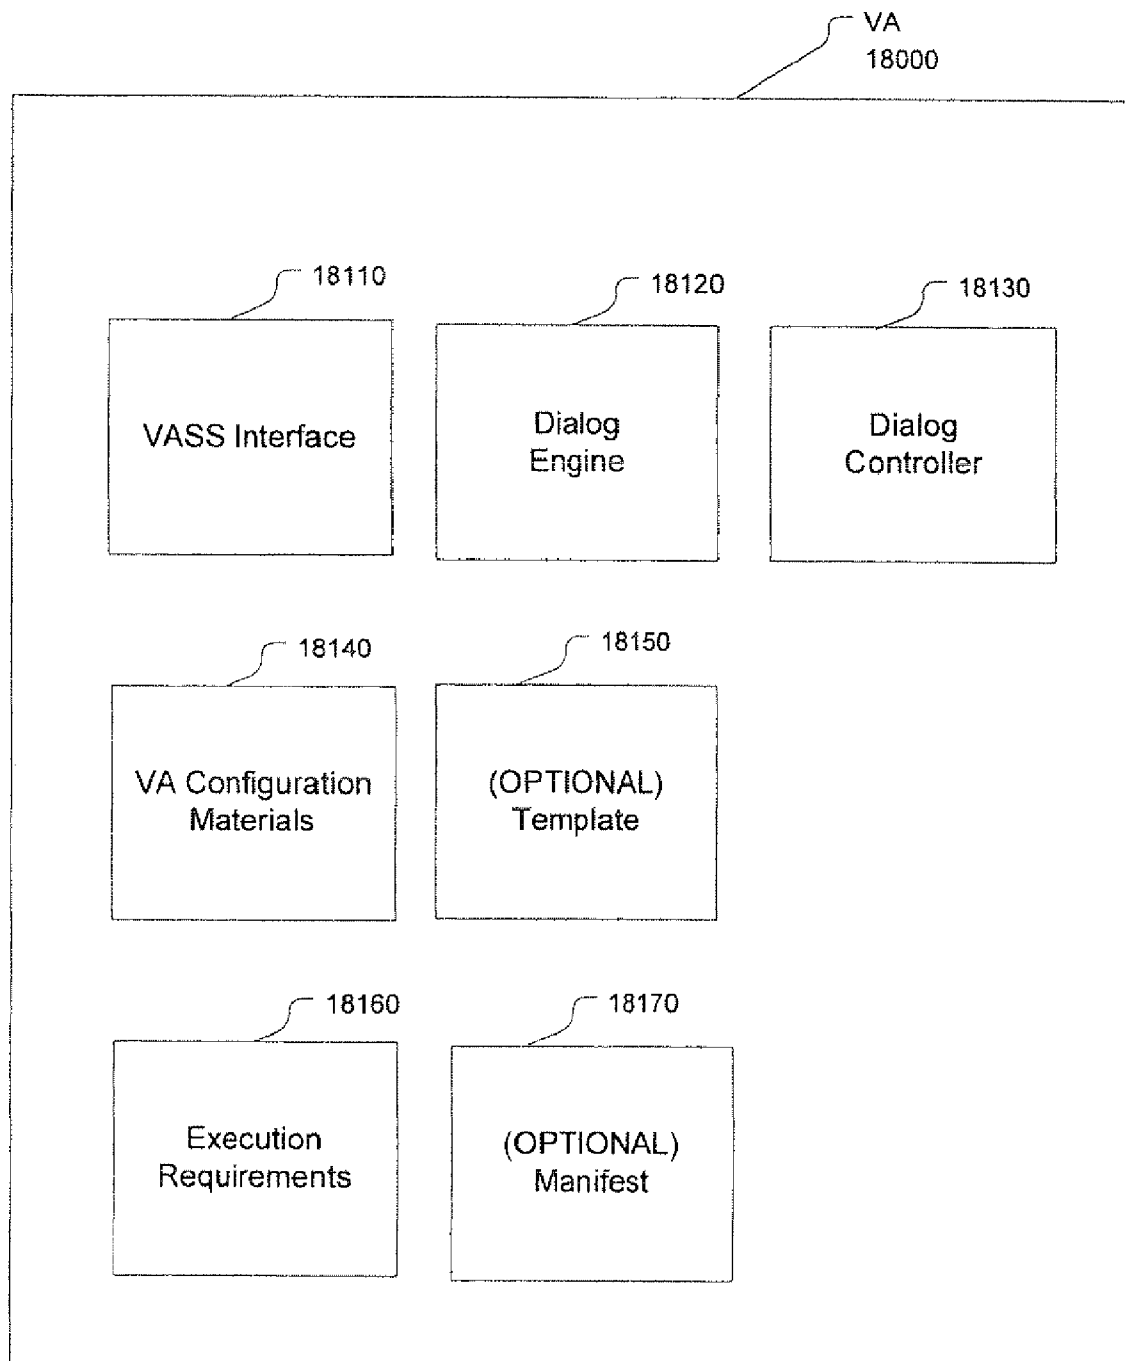 VA
18000
18110
18120
18130
VASS Interface
Dialog
Engine
Dialog
Controller
18140
18150
VA Configuration
Materials
(OPTIONAL)
Template
18160
18170
Execution
Requirements
(OPTIONAL)
Manifest